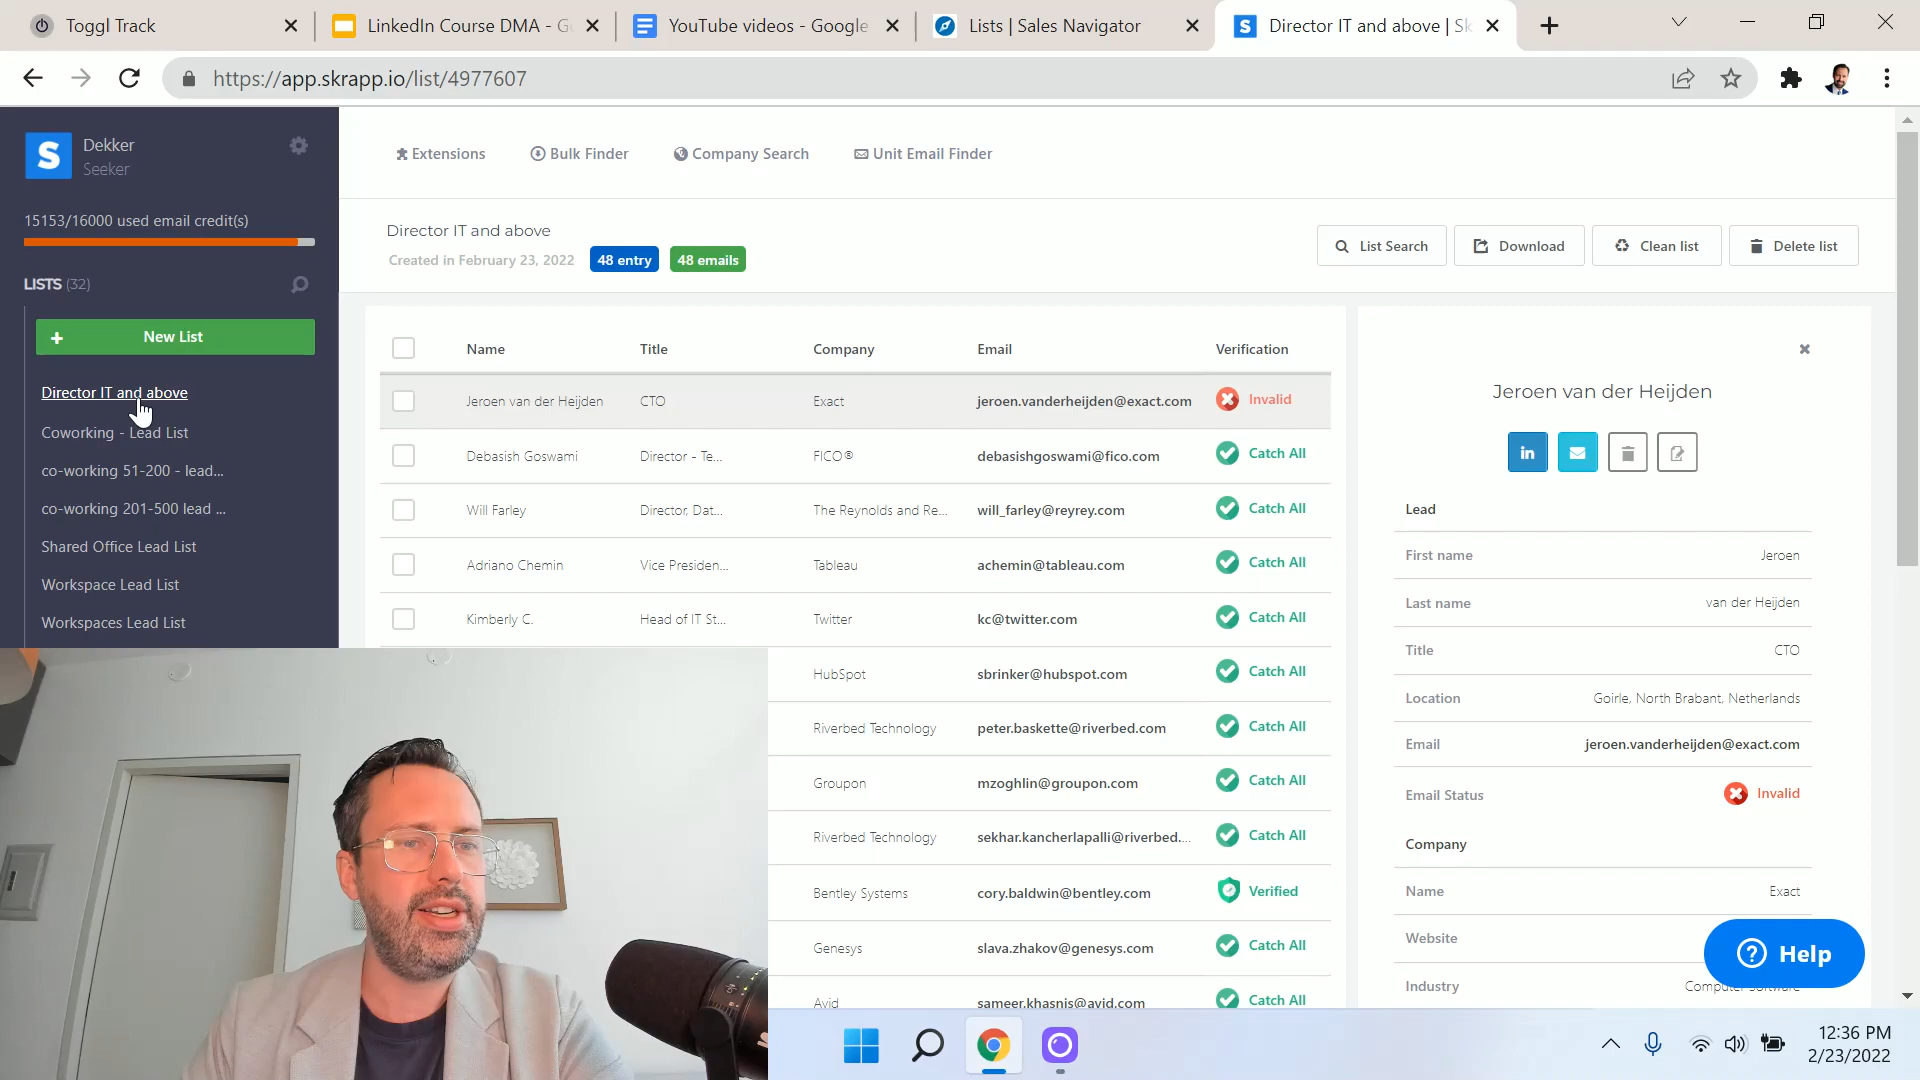 Toggl Track
LinkedIn Course DMA - G
YouTube videos - Google
Lists | Sales Navigator
S
Director IT and above | Sk
https://app.skrapp.io/list/4977607
S
Dekker
Seeker
15153/16000 used email credit(s)
LISTS (32)
+ New List
Director IT and above
Coworking - Lead List
co-working 51-200 - lead...
co-working 201-500 lead ...
Shared Office Lead List
Workspace Lead List
Workspaces Lead List
Extensions
Bulk Finder
Company Search
Unit Email Finder
Director IT and above
Created in February 23, 2022
48 entry
48 emails
List Search
Download
Clean list
Delete list
Name Title Company Email Verification
Jeroen van der Heijden CTO Exact jeroen.vanderheijden@exact.com Invalid
Debasish Goswami Director - Te... FICO® debasishgoswami@fico.com Catch All
Will Farley Director, Dat... The Reynolds and Re... will_farley@reyrey.com Catch All
Adriano Chemin Vice Presiden... Tableau achemin@tableau.com Catch All
Kimberly C. Head of IT St... Twitter kc@twitter.com Catch All
HubSpot sbrinker@hubspot.com Catch All
Riverbed Technology peter.baskette@riverbed.com Catch All
Groupon mzoghlin@groupon.com Catch All
Riverbed Technology sekhar.kancherlapalli@riverbed.... Catch All
Bentley Systems cory.baldwin@bentley.com Verified
Genesys slava.zhakov@genesys.com Catch All
Avid sameer.khasnis@avid.com Catch All
Jeroen van der Heijden
in
Lead
First name Jeroen
Last name van der Heijden
Title CTO
Location Goirle, North Brabant, Netherlands
Email jeroen.vanderheijden@exact.com
Email Status Invalid
Company
Name Exact
Website
Industry Computer Software
? Help
12:36 PM
2/23/2022